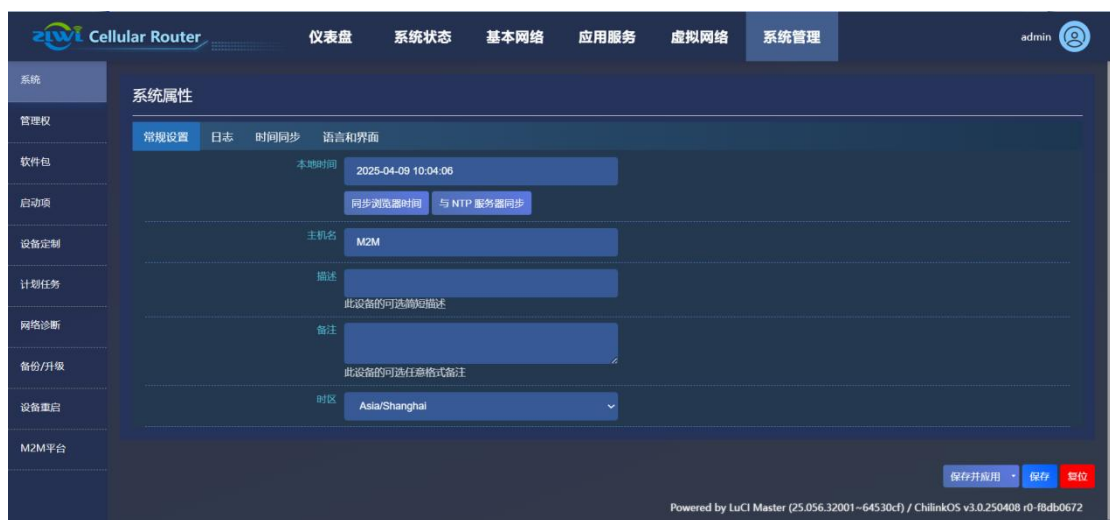 ziwi Cellular Router 仪表盘 系统状态 基本网络 应用服务 虚拟网络 系统管理 admin
系统
管理权
软件包
启动项
设备定制
计划任务
网络诊断
备份/升级
设备重启
M2M平台
系统属性
常规设置 日志 时间同步 语言和界面
本地时间 2025-04-09 10:04:06
同步浏览器时间 与 NTP 服务器同步
主机名 M2M
描述
此设备的可选简短描述
备注
此设备的可选任意格式备注
时区 Asia/Shanghai
保存并应用 保存 复位
Powered by LuCI Master (25.056.32001~64530cf) / ChilinkOS v3.0.250408 r0-f8db0672